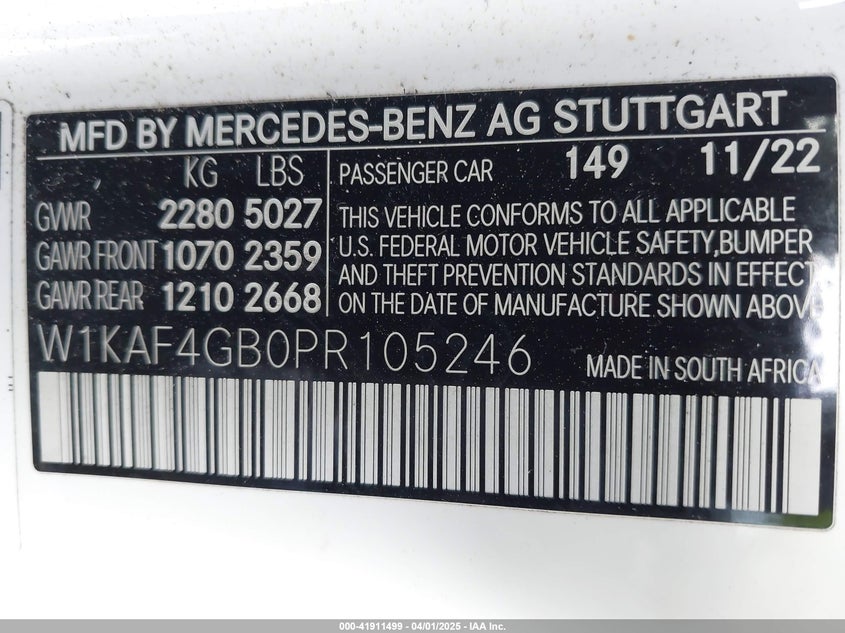 MFD BY MERCEDES-BENZ AG STUTTGART
KG LBS
GVWR 2280 5027
GAWR FRONT 1070 2359
GAWR REAR 1210 2668
PASSENGER CAR 149 11/22
THIS VEHICLE CONFORMS TO ALL APPLICABLE
U.S. FEDERAL MOTOR VEHICLE SAFETY,BUMPER
AND THEFT PREVENTION STANDARDS IN EFFECT
ON THE DATE OF MANUFACTURE SHOWN ABOVE
W1KAF4GB0PR105246
MADE IN SOUTH AFRICA
000-41911499 - 04/01/2025 - IAA Inc.